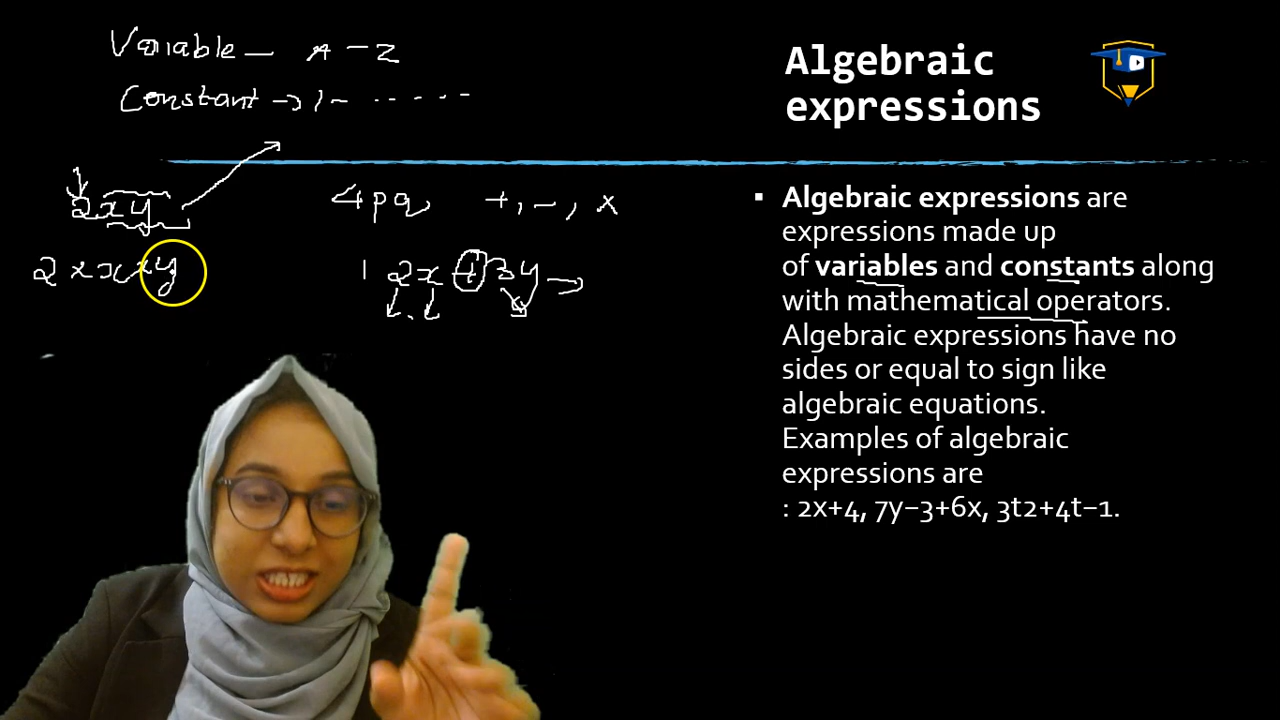 Variable — A – Z
Constant → 1 – ......
Algebraic
expressions
2xy
4pq +, –, ×
2 × x × y
2x + 3y
▪ Algebraic expressions are
expressions made up
of variables and constants along
with mathematical operators.
Algebraic expressions have no
sides or equal to sign like
algebraic equations.
Examples of algebraic
expressions are
: 2x+4, 7y−3+6x, 3t2+4t−1.